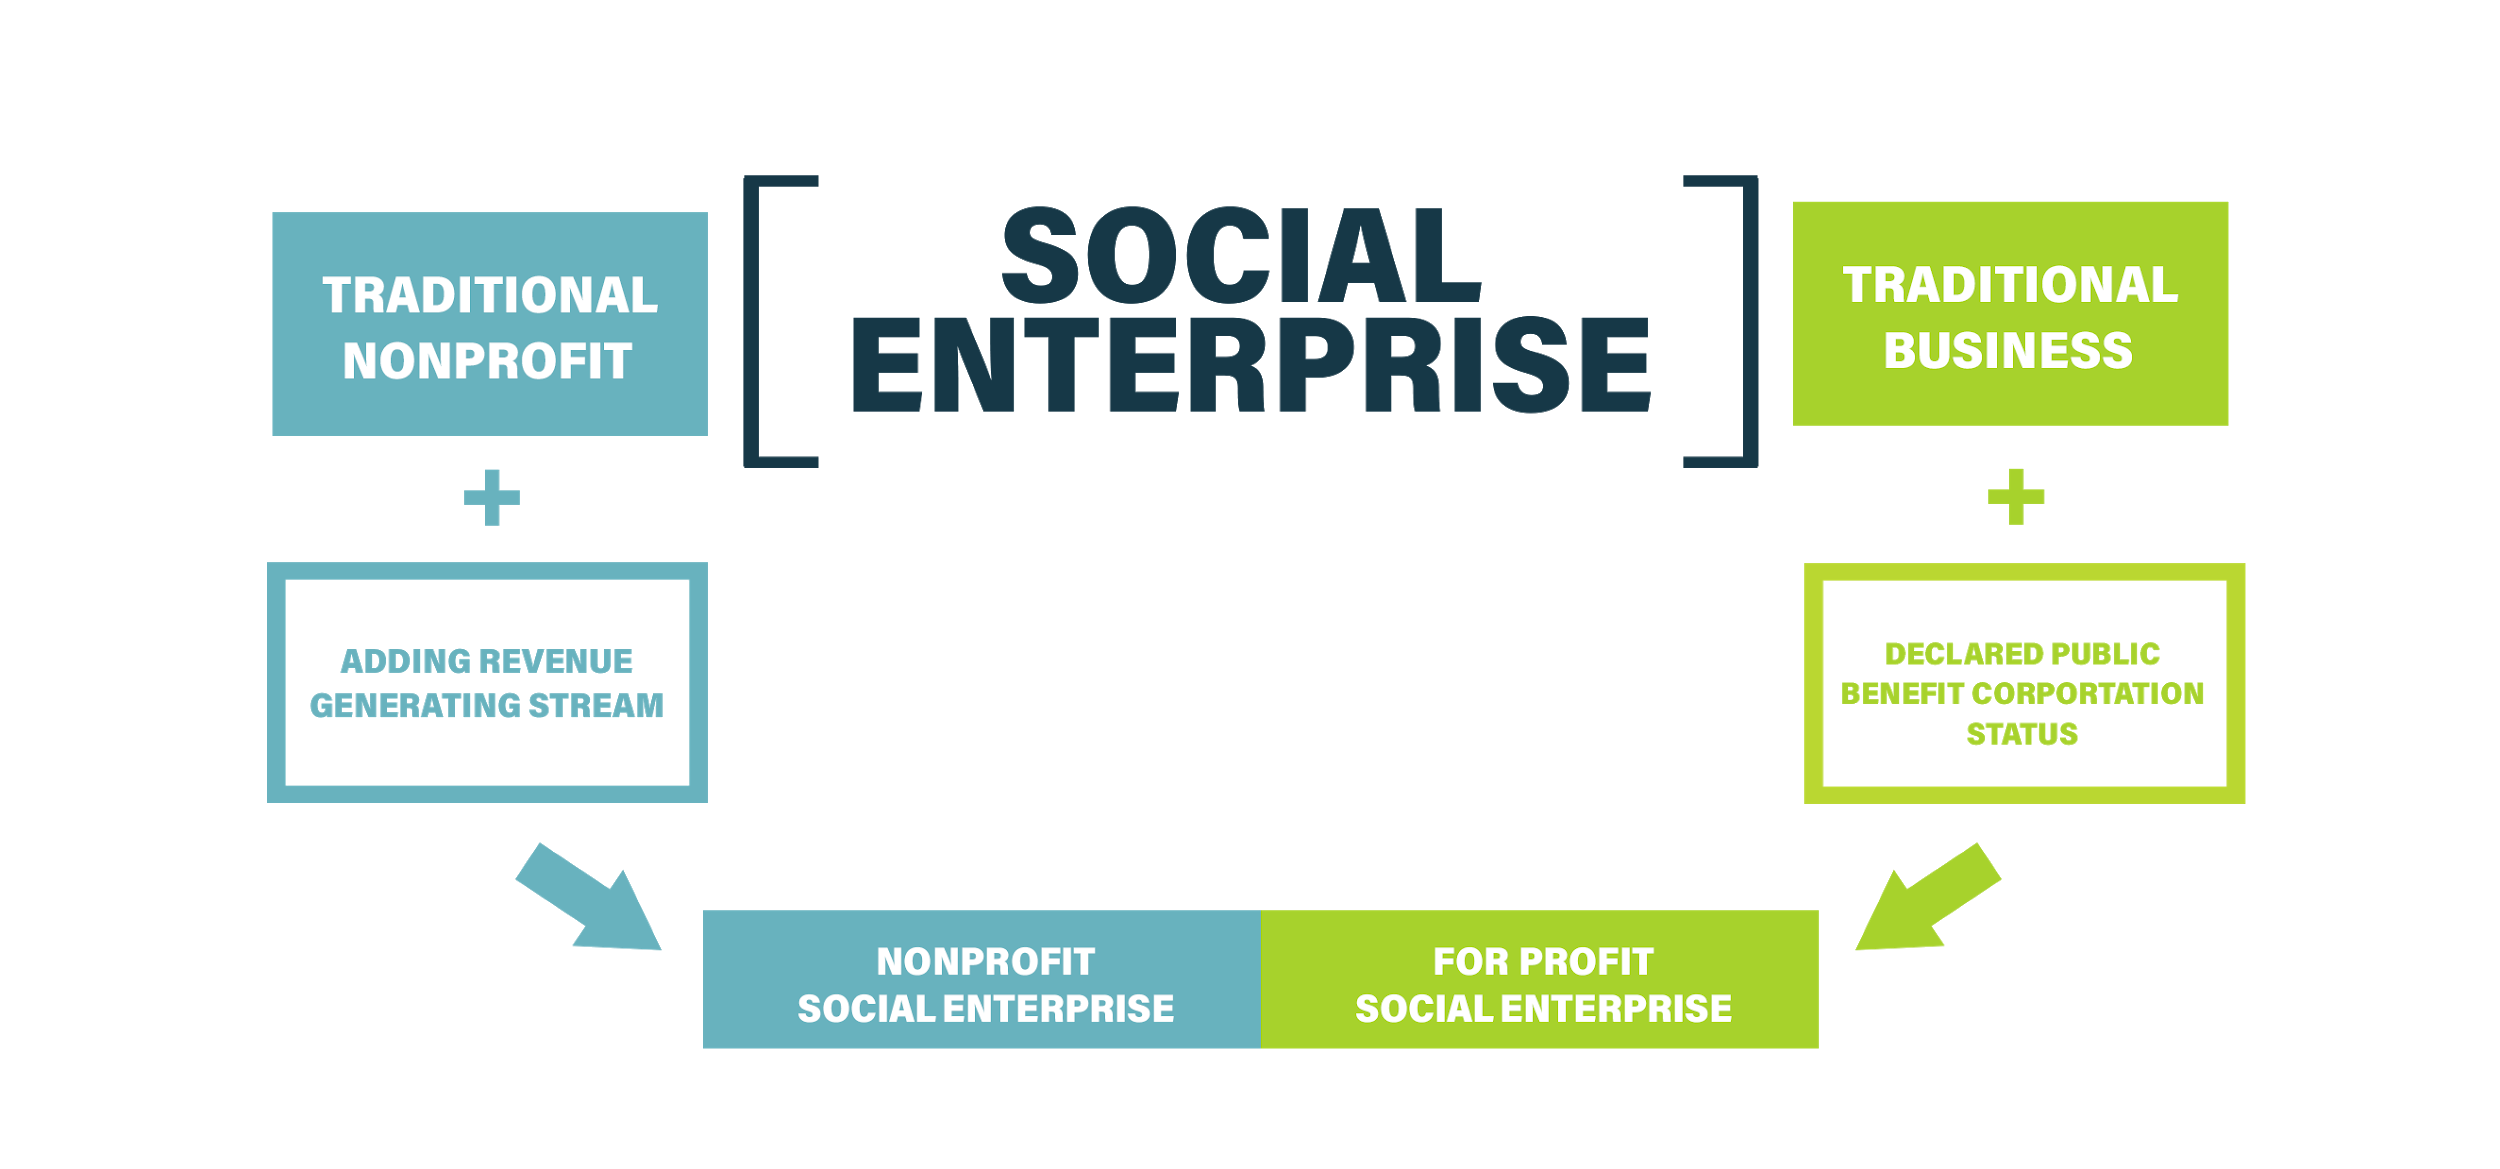 SOCIAL
ENTERPRISE
TRADITIONAL
NONPROFIT
+
ADDING REVENUE
GENERATING STREAM
TRADITIONAL
BUSINESS
+
DECLARED PUBLIC
BENEFIT CORPORTATION
STATUS
NONPROFIT
SOCIAL ENTERPRISE
FOR PROFIT
SOCIAL ENTERPRISE